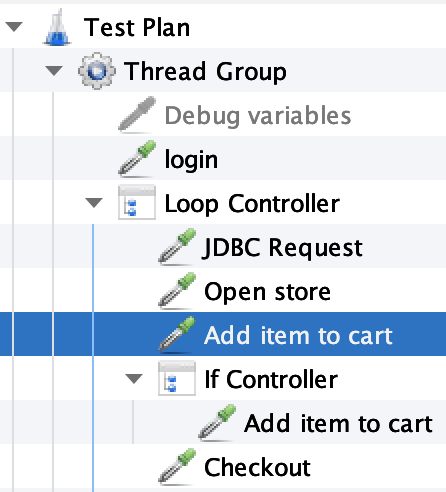 Test Plan
Thread Group
Debug variables
login
Loop Controller
JDBC Request
Open store
Add item to cart
If Controller
Add item to cart
Checkout